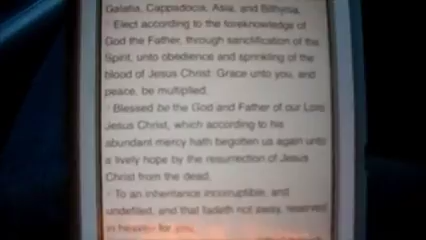 Galatia, Cappadocia, Asia, and Bithynia,
Elect according to the foreknowledge of
God the Father, through sanctification of the
Spirit, unto obedience and sprinkling of the
blood of Jesus Christ: Grace unto you, and
peace, be multiplied.
Blessed be the God and Father of our Lord
Jesus Christ, which according to his
abundant mercy hath begotten us again unto
a lively hope by the resurrection of Jesus
Christ from the dead,
To an inheritance incorruptible, and
undefiled, and that fadeth not away, reserved
in heaven for you,